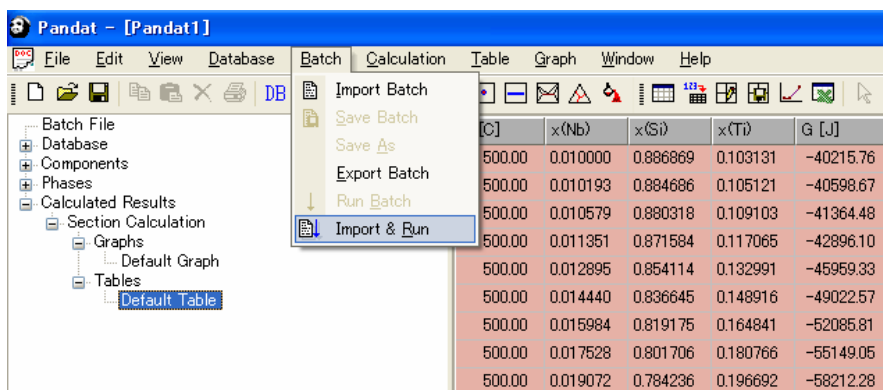 Pandat - [Pandat1]
File Edit View Database Batch Calculation Table Graph Window Help
DB
Import Batch
Save Batch
Save As
Export Batch
Run Batch
Import & Run
Batch File
Database
Components
Phases
Calculated Results
Section Calculation
Graphs
Default Graph
Tables
Default Table
[C] x(Nb) x(Si) x(Ti) G [J]
500.00 0.010000 0.886869 0.103131 -40215.76
500.00 0.010193 0.884686 0.105121 -40598.67
500.00 0.010579 0.880318 0.109103 -41364.48
500.00 0.011351 0.871584 0.117065 -42896.10
500.00 0.012895 0.854114 0.132991 -45959.33
500.00 0.014440 0.836645 0.148916 -49022.57
500.00 0.015984 0.819175 0.164841 -52085.81
500.00 0.017528 0.801706 0.180766 -55149.05
500.00 0.019072 0.784236 0.196692 -58212.28